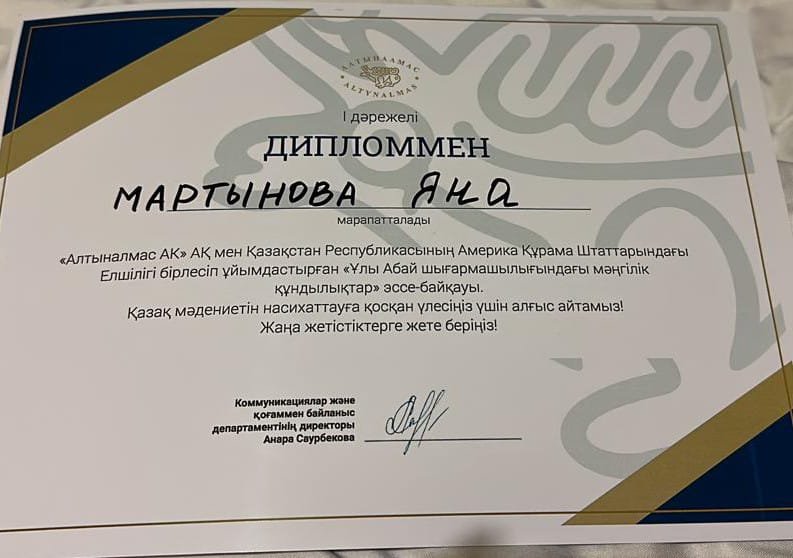 АЛТЫНАЛМАС
ALTYNALMAS
I дәрежелі
ДИПЛОММЕН
МАРТЫНОВА ЯНА
марапатталады
«Алтыналмас АК» АҚ мен Қазақстан Республикасының Америка Құрама Штаттарындағы
Елшілігі бірлесіп ұйымдастырған «Ұлы Абай шығармашылығындағы мәңгілік
құндылықтар» эссе-байқауы.
Қазақ мәдениетін насихаттауға қосқан үлесіңіз үшін алғыс айтамыз!
Жаңа жетістіктерге жете беріңіз!
Коммуникациялар және
қоғаммен байланыс
департаментінің директоры
Анара Саурбекова